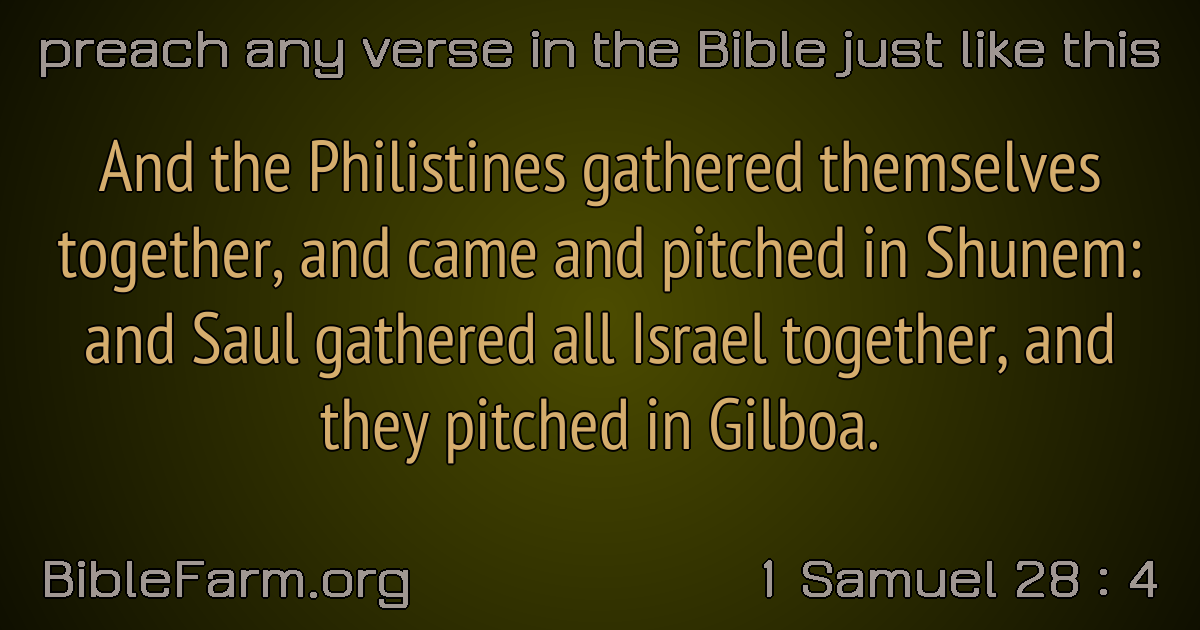 preach any verse in the Bible just like this
And the Philistines gathered themselves
together, and came and pitched in Shunem:
and Saul gathered all Israel together, and
they pitched in Gilboa.
BibleFarm.org
1 Samuel 28 : 4